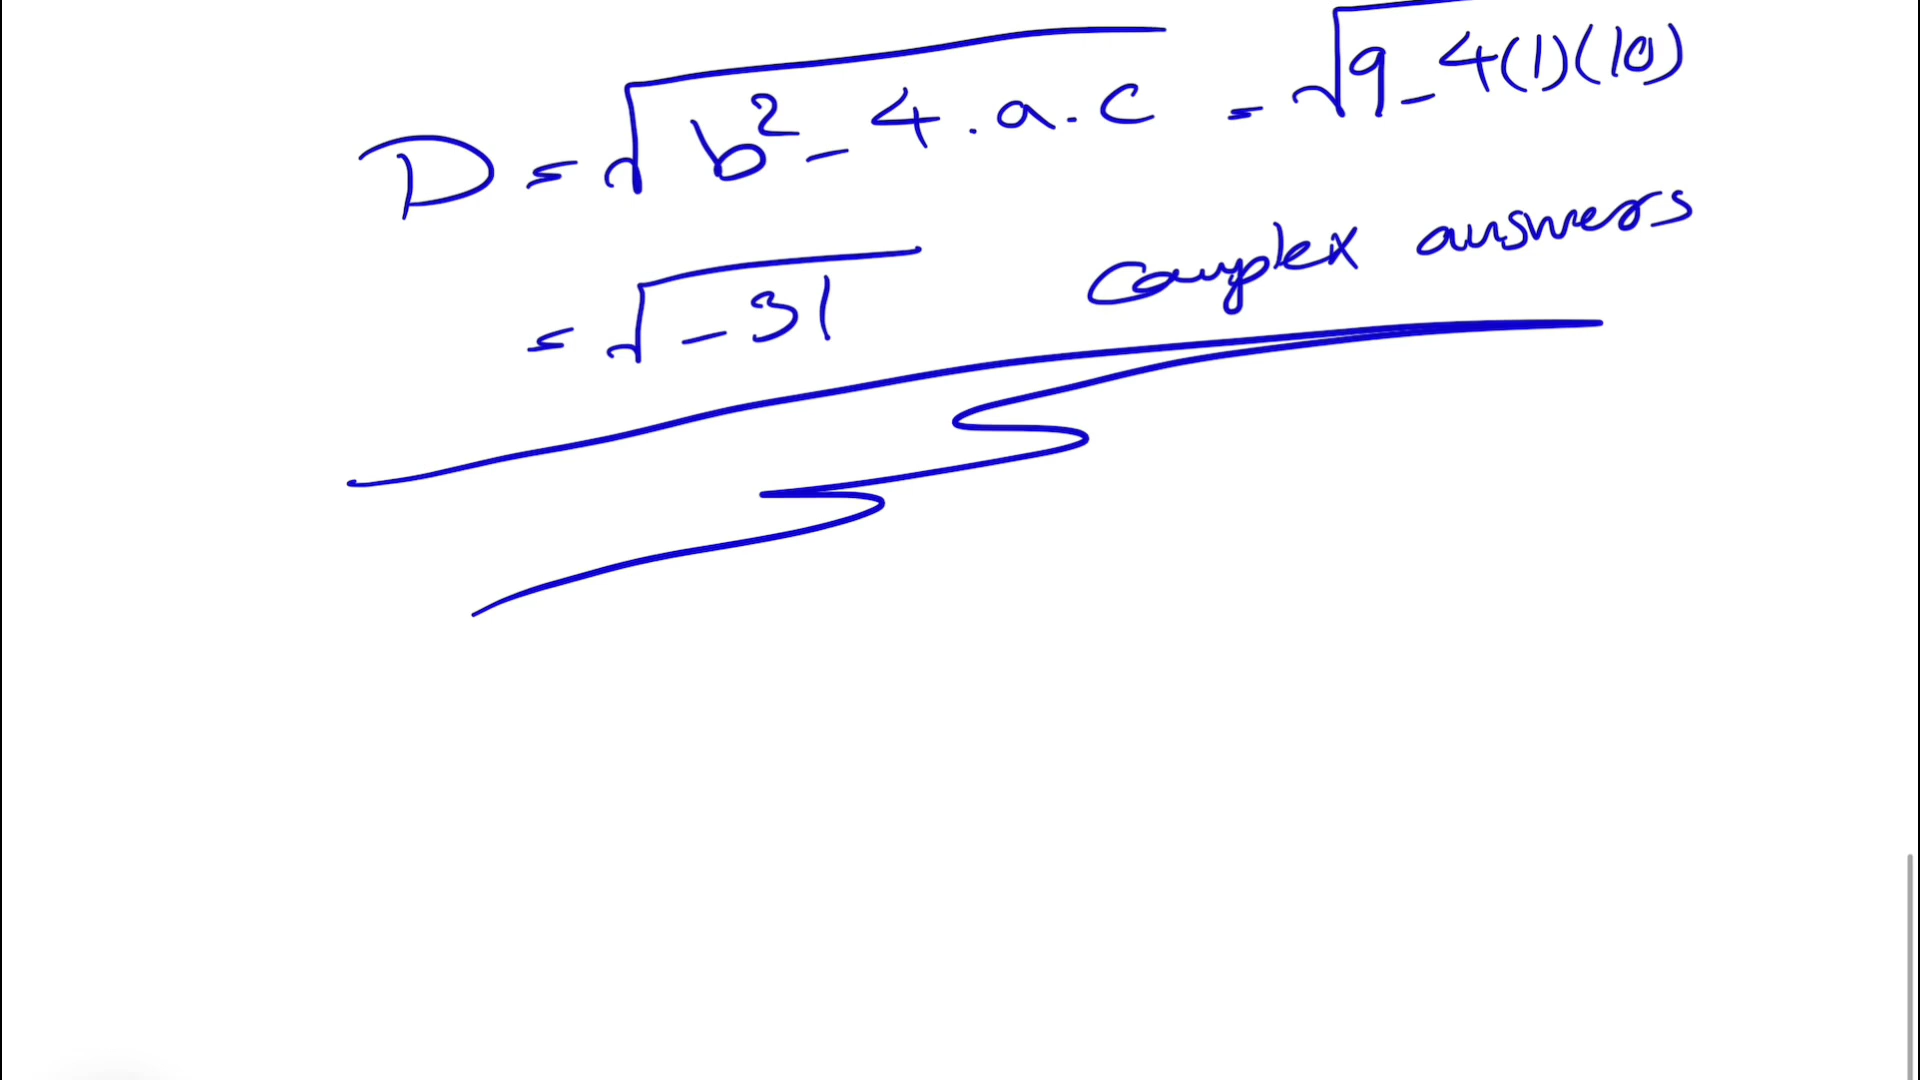 D = √b² - 4 . a . c = √9 - 4(1)(10)
= √-31 complex answers